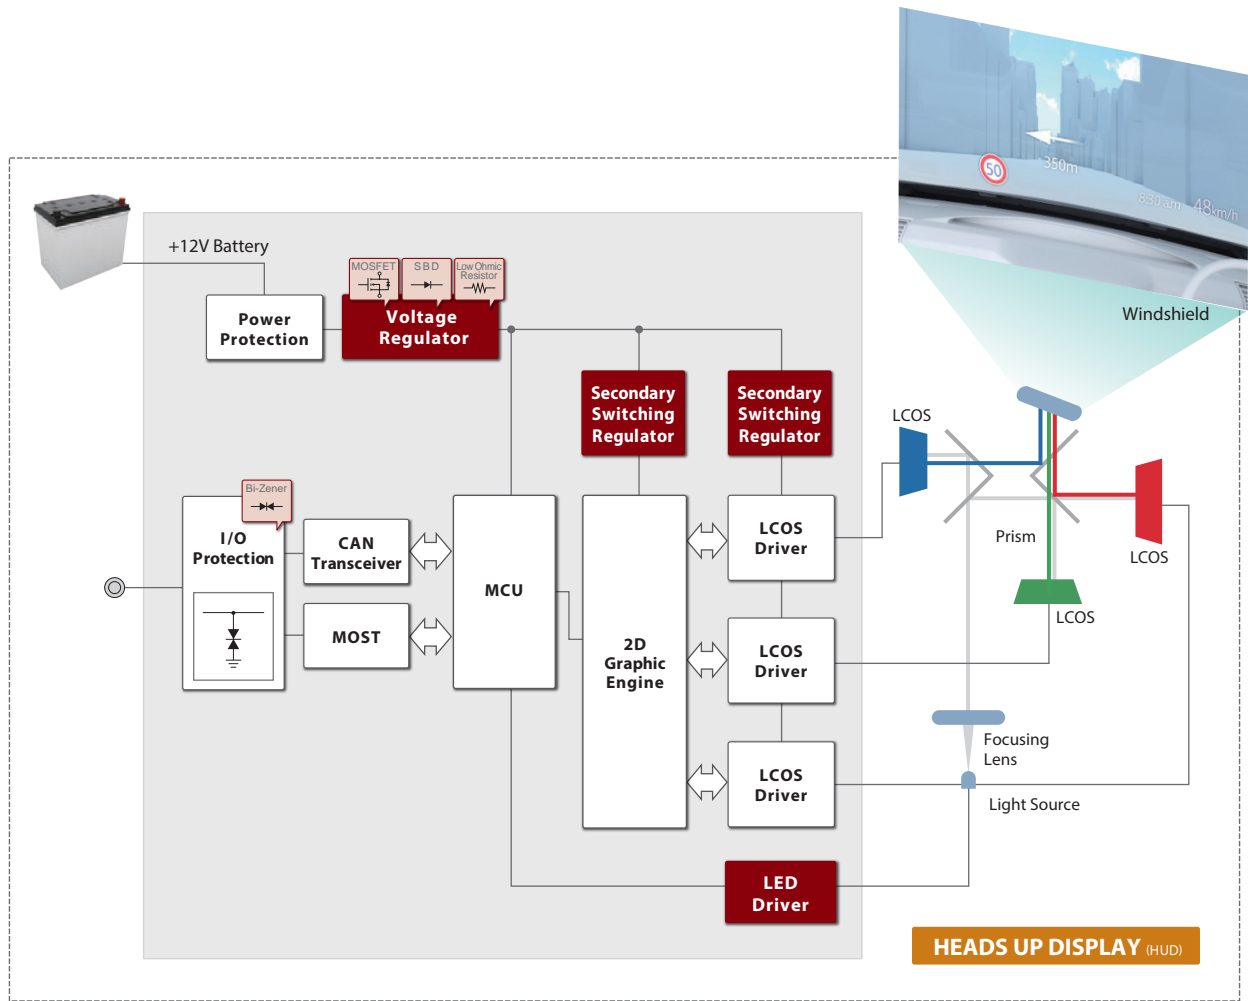 50
350m
8:30 am
48km/h
Windshield
+12V Battery
MOSFET
SBD
Low Ohmic
Resistor
Power
Protection
Voltage
Regulator
Secondary
Switching
Regulator
Secondary
Switching
Regulator
LCOS
Bi-Zener
I/O
Protection
CAN
Transceiver
MOST
MCU
2D
Graphic
Engine
LCOS
Driver
LCOS
Driver
LCOS
Driver
Prism
LCOS
LCOS
Focusing
Lens
Light Source
LED
Driver
HEADS UP DISPLAY (HUD)